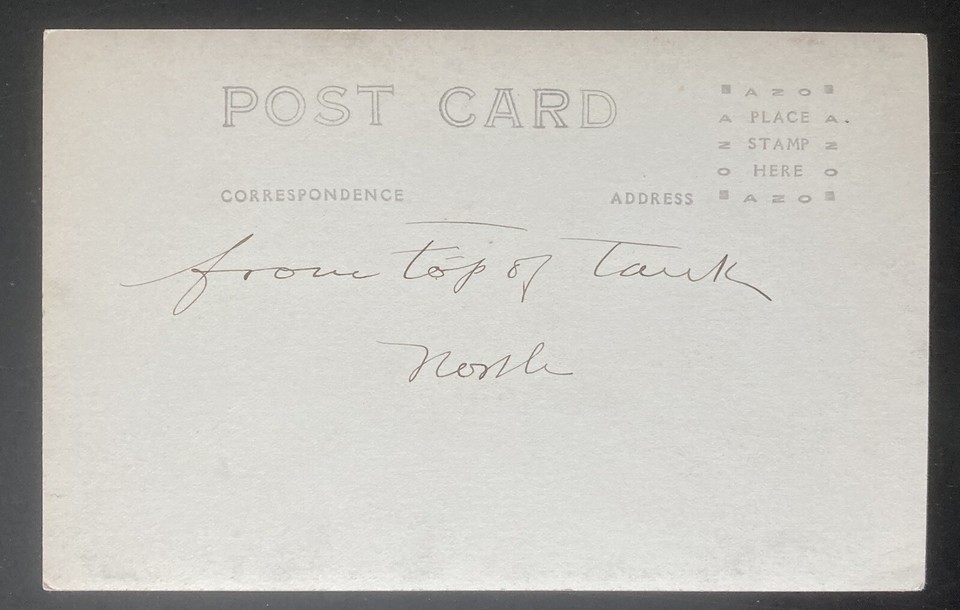 POST CARD
AZO
A PLACE A
Z STAMP Z
O HERE O
AZO
CORRESPONDENCE ADDRESS
from top of Tank
North